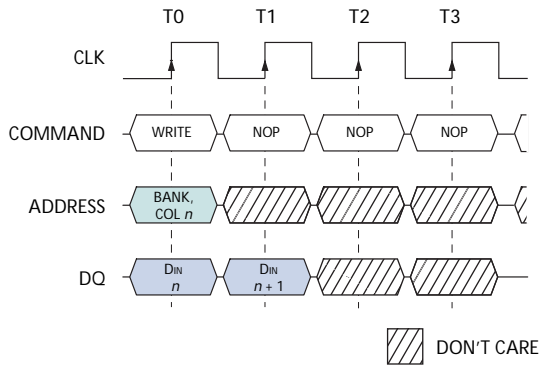 T0 T1 T2 T3
CLK
COMMAND WRITE NOP NOP NOP
ADDRESS BANK,
COL n
DQ DIN DIN
n n + 1
DON'T CARE